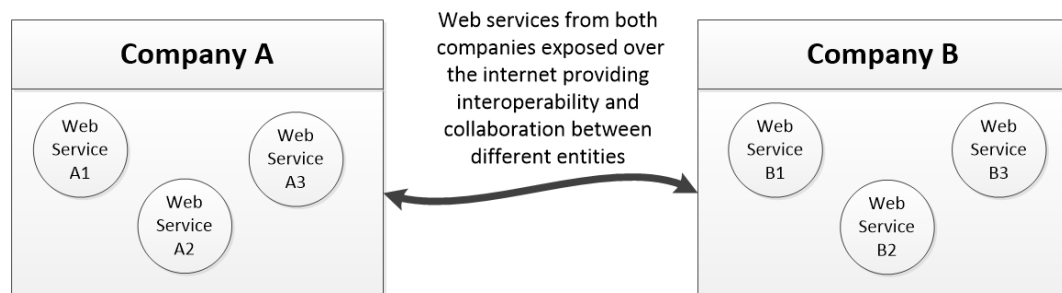 Company A
Web
Service
A1
Web
Service
A2
Web
Service
A3
Web services from both
companies exposed over
the internet providing
interoperability and
collaboration between
different entities
Company B
Web
Service
B1
Web
Service
B2
Web
Service
B3